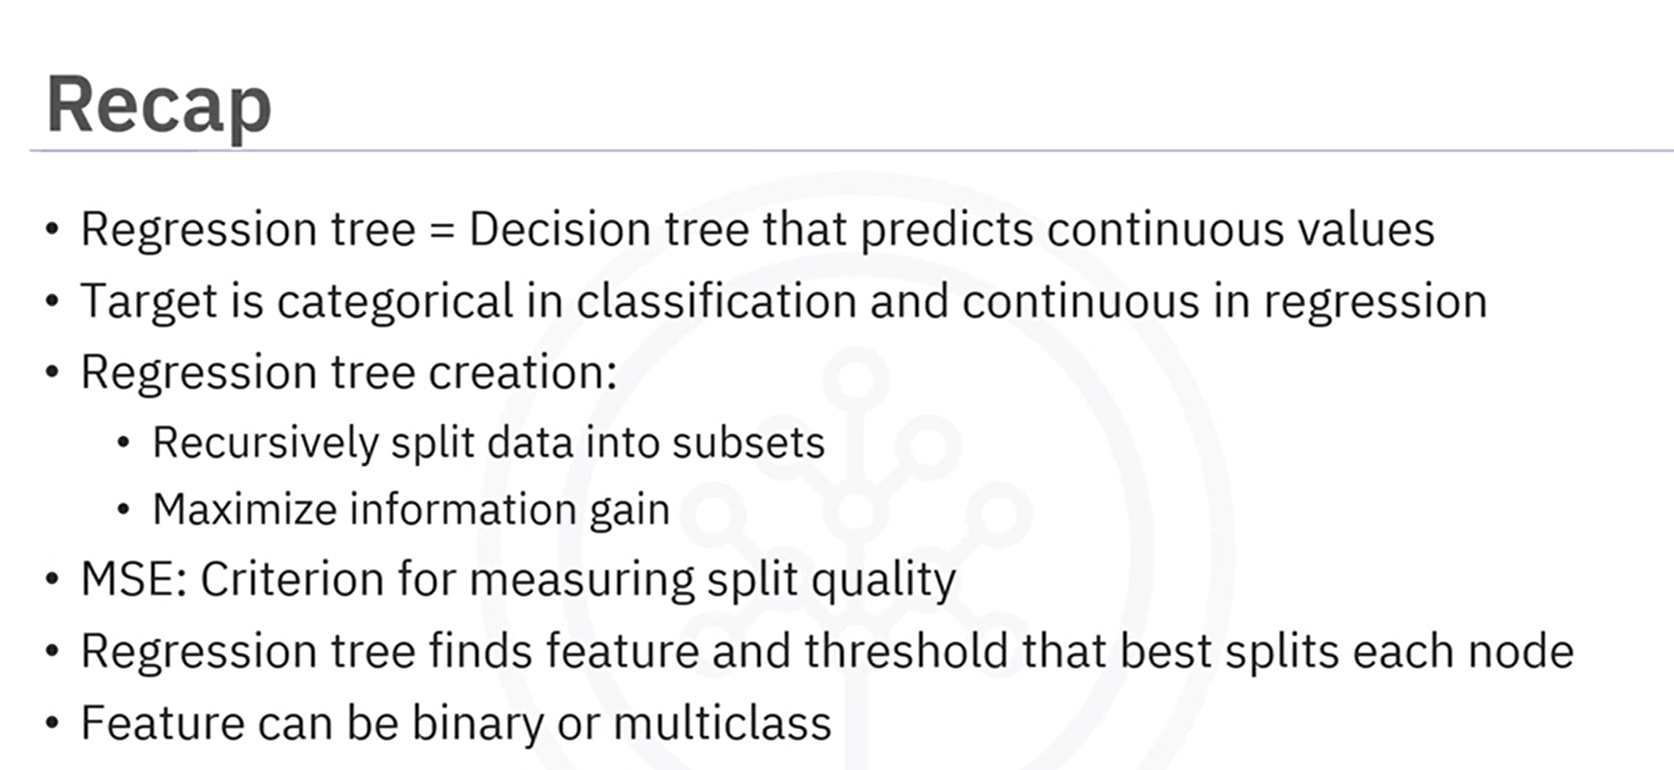 Recap
• Regression tree = Decision tree that predicts continuous values
• Target is categorical in classification and continuous in regression
• Regression tree creation:
• Recursively split data into subsets
• Maximize information gain
• MSE: Criterion for measuring split quality
• Regression tree finds feature and threshold that best splits each node
• Feature can be binary or multiclass